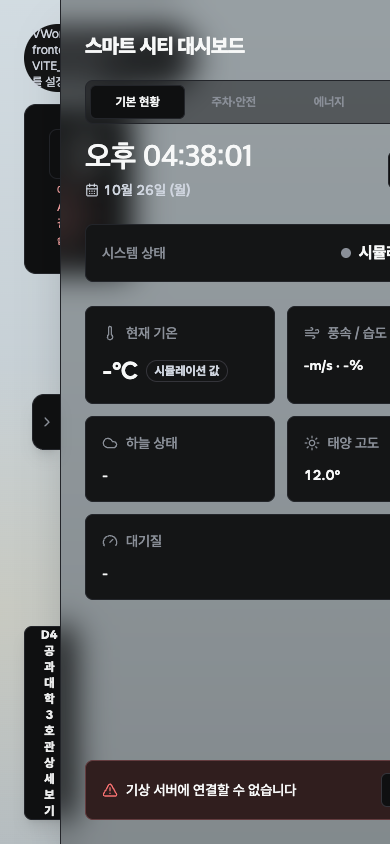 스마트 시티 대시보드
기본 현황
주차·안전
에너지
오후 04:38:01
10월 26일 (월)
시스템 상태
현재 기온
풍속 / 습도
-°C
시뮬레이션 값
-m/s · -%
하늘 상태
태양 고도
-
12.0°
대기질
-
기상 서버에 연결할 수 없습니다
VITE_
D4
공
과
대
학
3
호
관
상
세
보
기